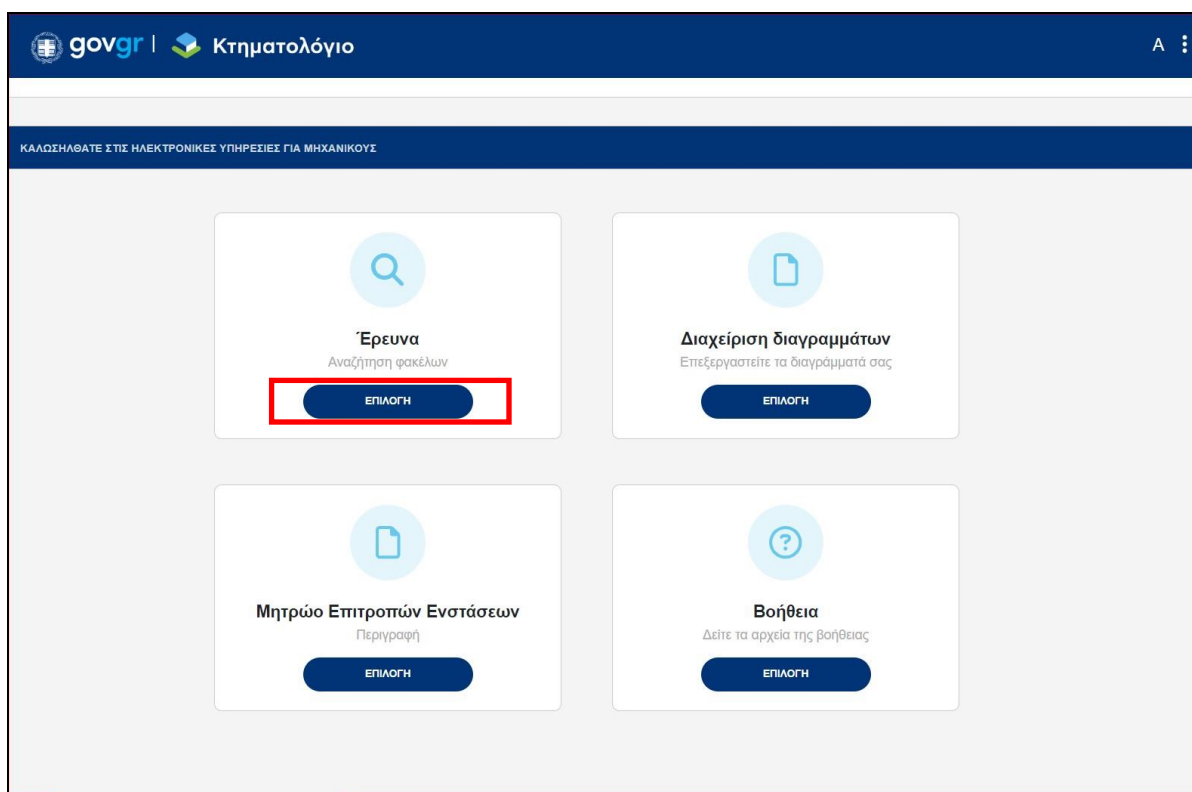 govgr | Κτηματολόγιο
A
ΚΑΛΩΣΗΛΘΑΤΕ ΣΤΙΣ ΗΛΕΚΤΡΟΝΙΚΕΣ ΥΠΗΡΕΣΙΕΣ ΓΙΑ ΜΗΧΑΝΙΚΟΥΣ
Έρευνα
Αναζήτηση φακέλων
ΕΠΙΛΟΓΗ
Διαχείριση διαγραμμάτων
Επεξεργαστείτε τα διαγράμματά σας
ΕΠΙΛΟΓΗ
Μητρώο Επιτροπών Ενστάσεων
Περιγραφή
ΕΠΙΛΟΓΗ
Βοήθεια
Δείτε τα αρχεία της βοήθειας
ΕΠΙΛΟΓΗ